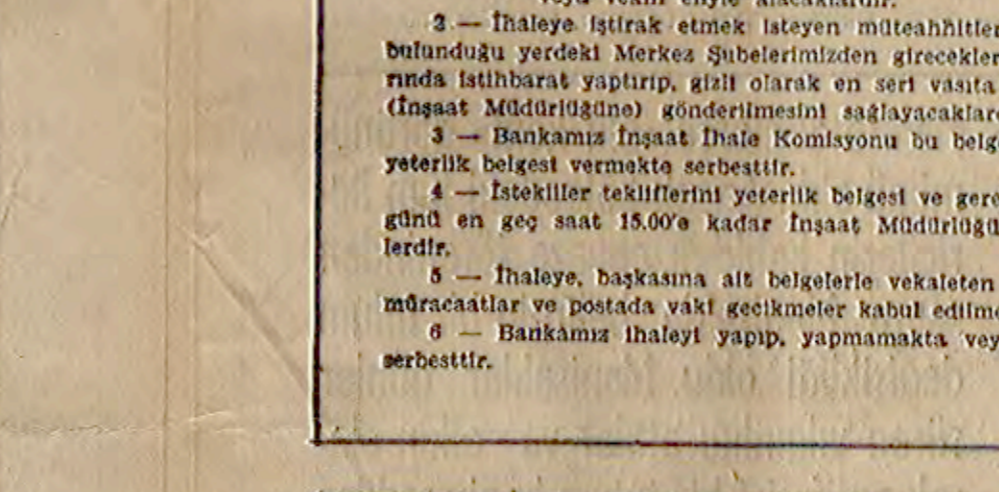 2 — İhaleye iştirak etmek isteyen müteahhitler
bulunduğu yerdeki Merkez Şubelerimizden girecekler
rında istihbarat yaptırıp, gizli olarak en seri vasıta
(İnşaat Müdürlüğüne) gönderilmesini sağlayacaklar
3 — Bankamız İnşaat İhale Komisyonu bu belg
yeterlik belgesi vermekte serbesttir.
4 — İstekliler tekliflerini yeterlik belgesi ve ger
günü en geç saat 15.00'e kadar İnşaat Müdürlüğü
lerdir.
5 — İhaleye, başkasına ait belgelerle vekaleten
müracaatlar ve postada vaki gecikmeler kabul edilme
6 — Bankamız ihaleyi yapıp, yapmamakta vey
serbesttir.